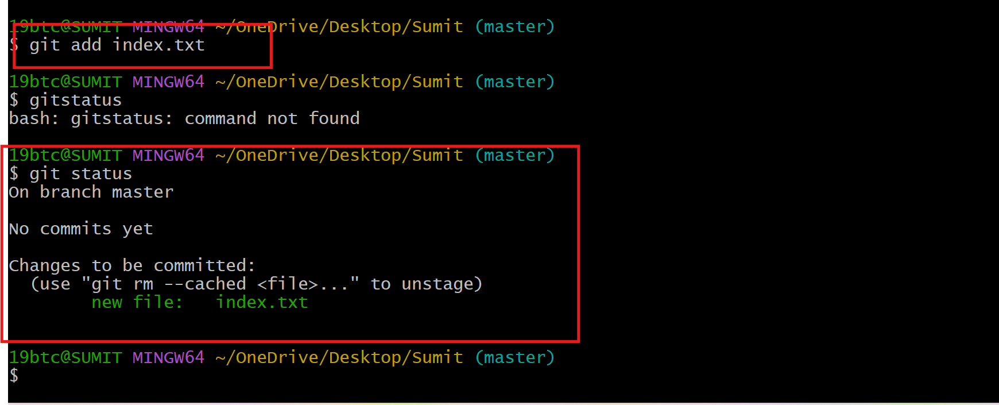 19btc@SUMIT MINGW64 ~/OneDrive/Desktop/Sumit (master)
$ git add index.txt
19btc@SUMIT MINGW64 ~/OneDrive/Desktop/Sumit (master)
$ gitstatus
bash: gitstatus: command not found
19btc@SUMIT MINGW64 ~/OneDrive/Desktop/Sumit (master)
$ git status
On branch master
No commits yet
Changes to be committed:
(use "git rm --cached <file>..." to unstage)
new file: index.txt
19btc@SUMIT MINGW64 ~/OneDrive/Desktop/Sumit (master)
$